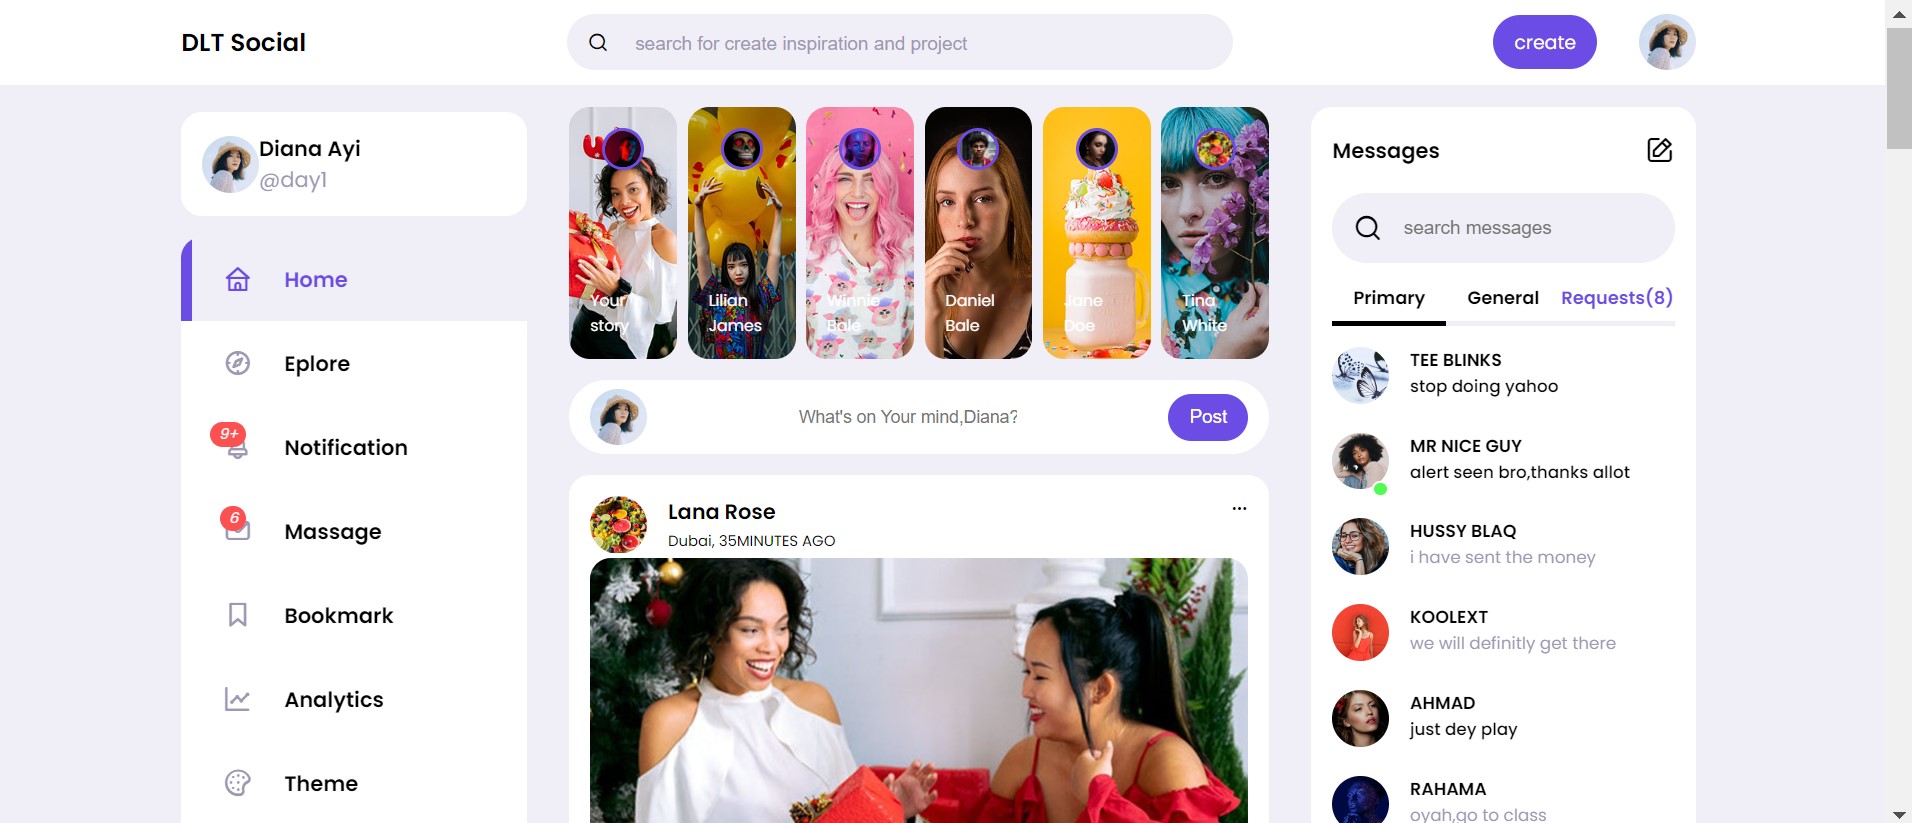 DLT Social
search for create inspiration and project
create
Diana Ayi
@day1
Home
Eplore
9+
Notification
6
Massage
Bookmark
Analytics
Theme
Your
story
Lilian
James
Winnie
Bale
Daniel
Bale
Jane
Doe
Tina
White
What's on Your mind,Diana?
Post
Lana Rose
...
Dubai, 35MINUTES AGO
Messages
search messages
Primary General Requests(8)
TEE BLINKS
stop doing yahoo
MR NICE GUY
alert seen bro,thanks allot
HUSSY BLAQ
i have sent the money
KOOLEXT
we will definitly get there
AHMAD
just dey play
RAHAMA
oyah,go to class